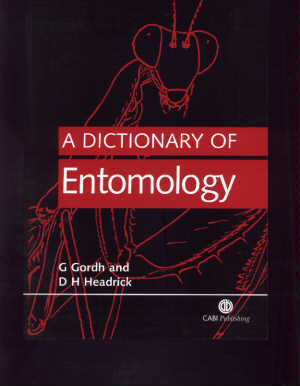 A DICTIONARY OF
Entomology
G Gordh and
D H Headrick
CABI Publishing